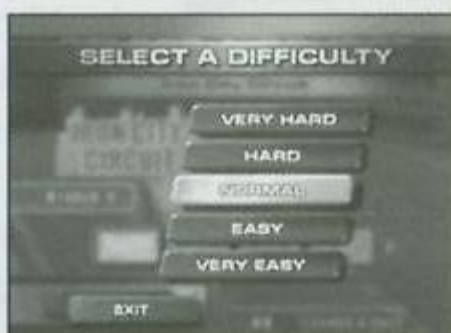 SELECT A DIFFICULTY
VERY HARD
HARD
NORMAL
EASY
VERY EASY
EXIT